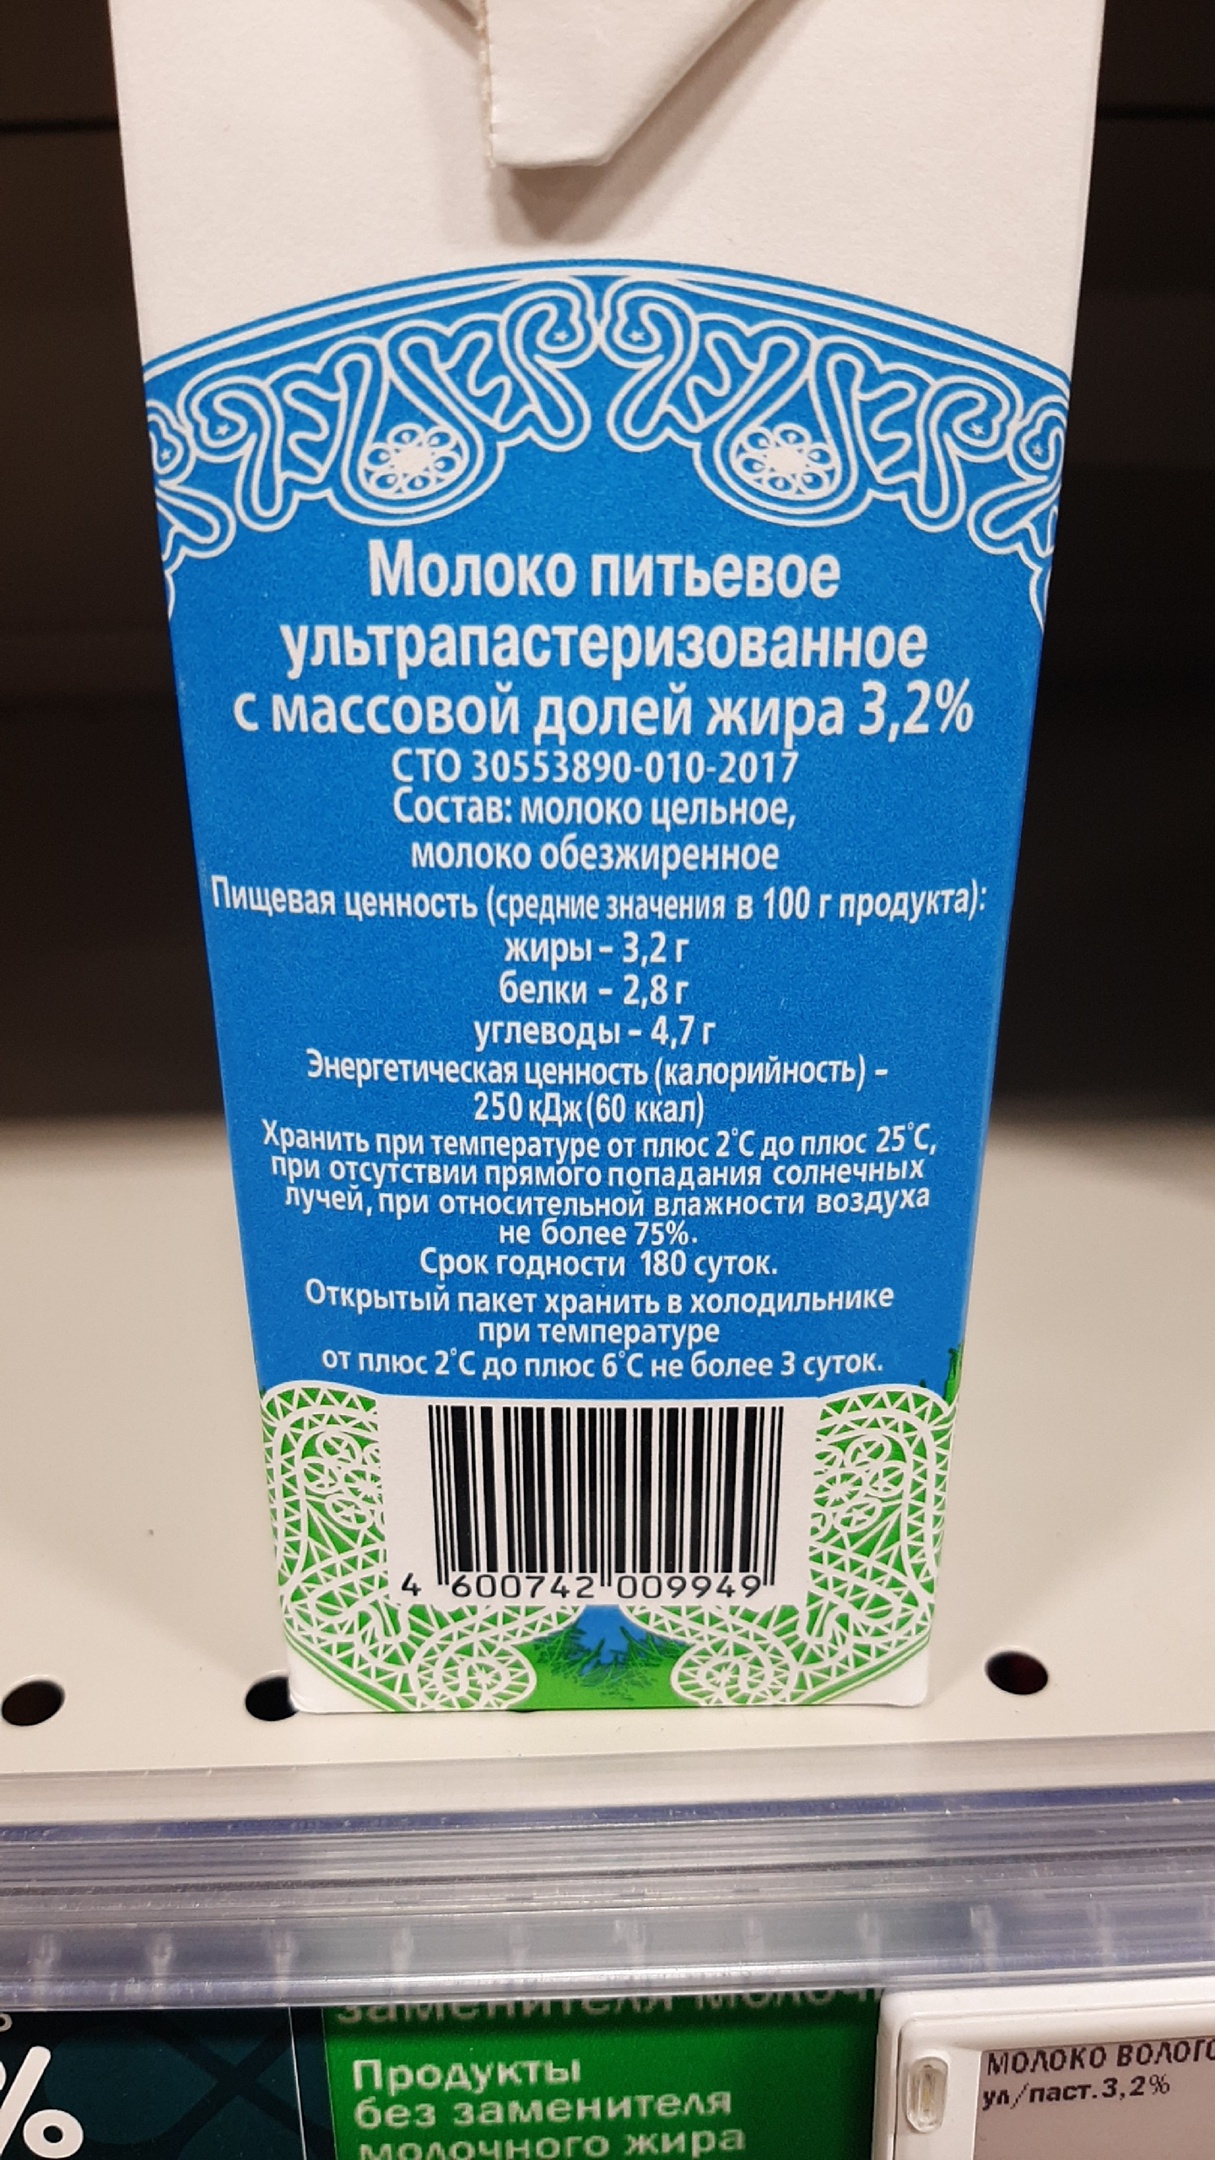 Молоко питьевое
ультрапастеризованное
с массовой долей жира 3,2%
СТО 30553890-010-2017
Состав: молоко цельное,
молоко обезжиренное
Пищевая ценность (средние значения в 100 г продукта):
жиры – 3,2 г
белки – 2,8 г
углеводы – 4,7 г
Энергетическая ценность (калорийность) –
250 кДж (60 ккал)
Хранить при температуре от плюс 2°С до плюс 25°С,
при отсутствии прямого попадания солнечных
лучей, при относительной влажности воздуха
не более 75%.
Срок годности 180 суток.
Открытый пакет хранить в холодильнике
при температуре
от плюс 2°С до плюс 6°С не более 3 суток.
4 600742 009949
%
Продукты
без заменителя
молочного жира
МОЛОКО ВОЛОГО
ул/паст.3,2%